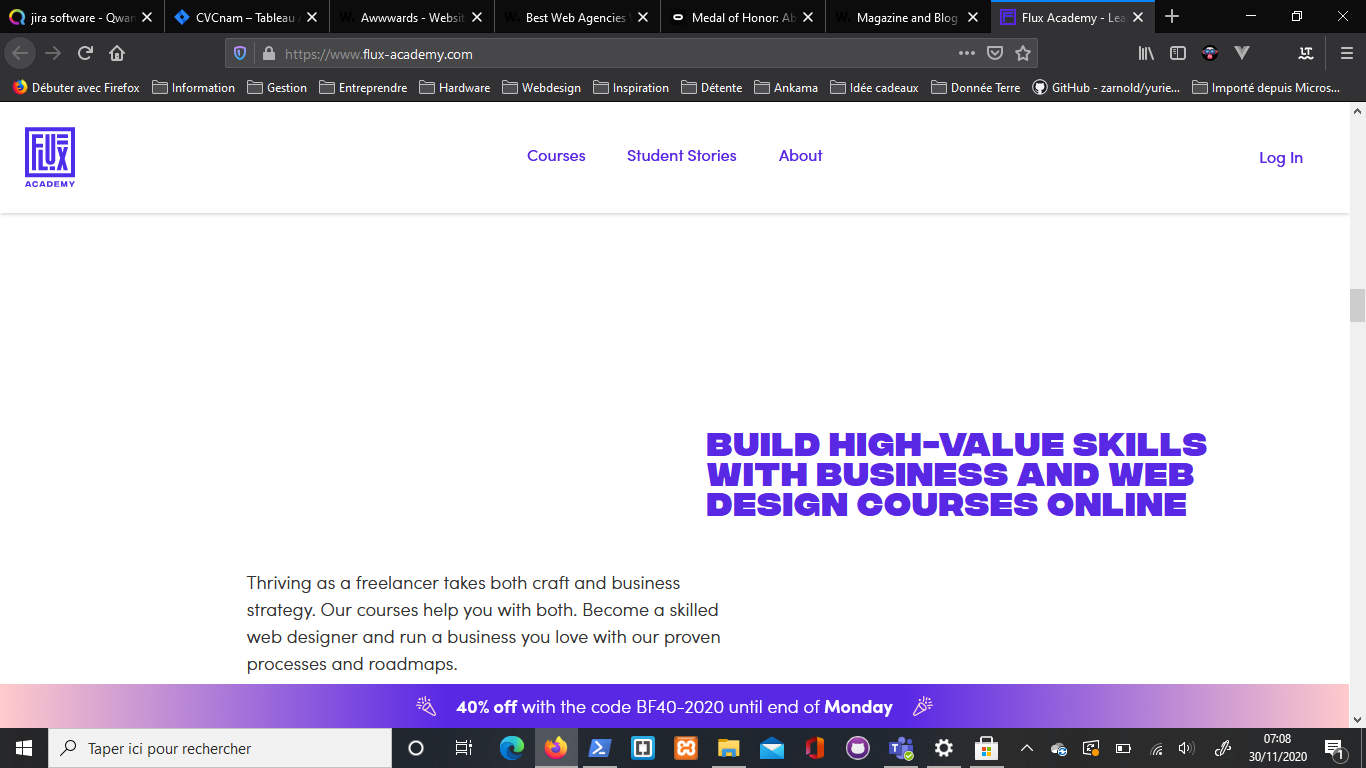 jira software - Qwan
CVCnam – Tableau
Awwwards - Websit
Best Web Agencies
Medal of Honor: Ab
Magazine and Blog
Flux Academy - Lea
https://www.flux-academy.com
Débuter avec Firefox
Information
Gestion
Entreprendre
Hardware
Webdesign
Inspiration
Détente
Ankama
Idée cadeaux
Donnée Terre
GitHub - zarnold/yurie...
Importé depuis Micros...
FLUX
ACADEMY
Courses
Student Stories
About
Log In
BUILD HIGH-VALUE SKILLS
WITH BUSINESS AND WEB
DESIGN COURSES ONLINE
Thriving as a freelancer takes both craft and business
strategy. Our courses help you with both. Become a skilled
web designer and run a business you love with our proven
processes and roadmaps.
40% off with the code BF40-2020 until end of Monday
Taper ici pour rechercher
07:08
30/11/2020
1